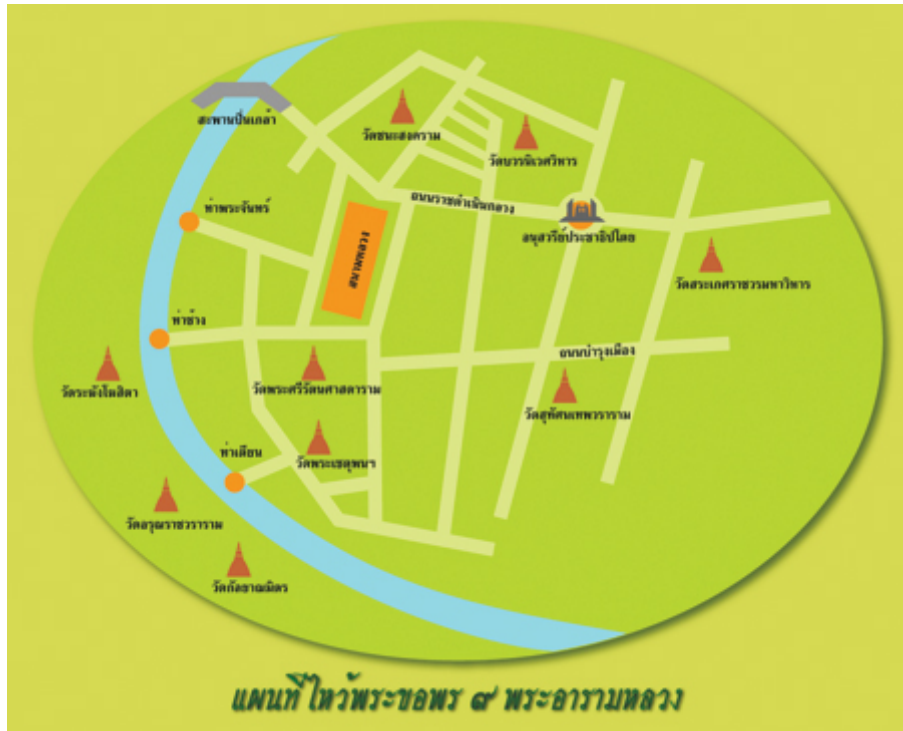 สะพานปิ่นเกล้า
วัดชนะสงคราม
วัดบวรนิเวศวิหาร
ท่าพระจันทร์
ถนนราชดำเนินกลาง
สนามหลวง
อนุสวรีย์ประชาธิปไตย
วัดสระเกศราชวรมหาวิหาร
ท่าช้าง
ถนนบำรุงเมือง
วัดระฆังโฆสิตา
วัดพระศรีรัตนศาสดาราม
วัดสุทัศนเทพวราราม
ท่าเตียน
วัดพระเชตุพนฯ
วัดอรุณราชวราราม
วัดกัลยาณมิตร
แผนที่ไหว้พระขอพร ๙ พระอารามหลวง